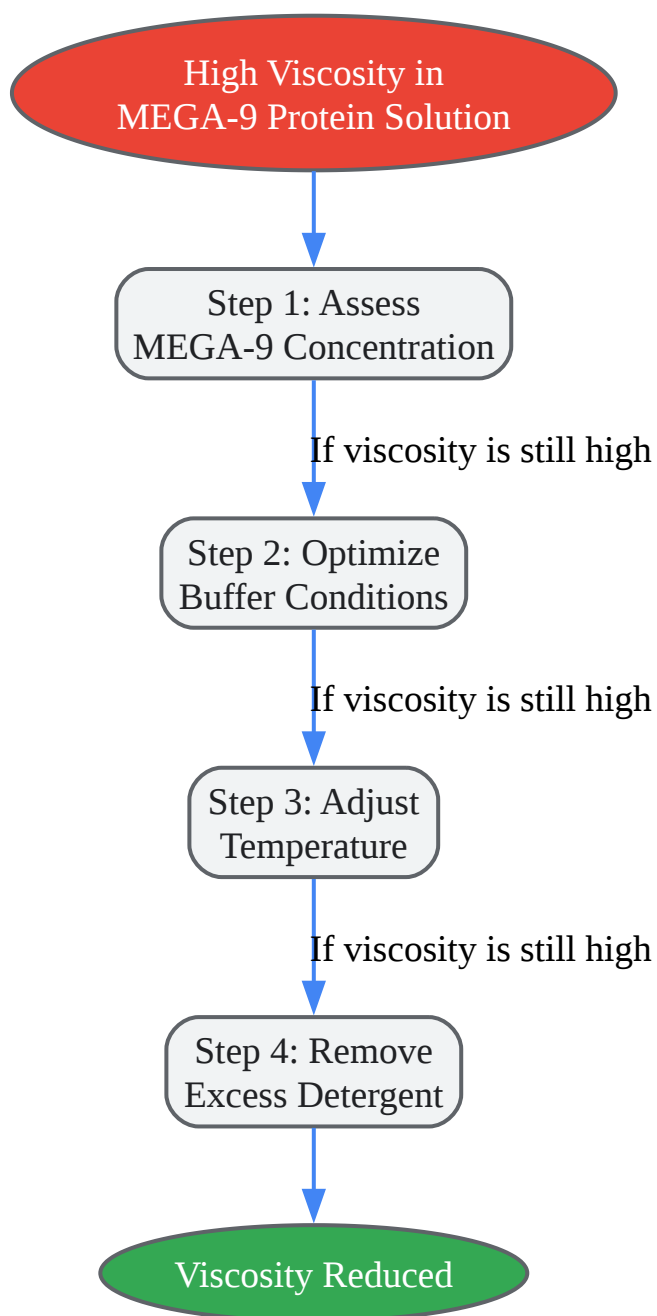 High Viscosity in
MEGA-9 Protein Solution
Step 1: Assess
MEGA-9 Concentration
If viscosity is still high
Step 2: Optimize
Buffer Conditions
If viscosity is still high
Step 3: Adjust
Temperature
If viscosity is still high
Step 4: Remove
Excess Detergent
Viscosity Reduced